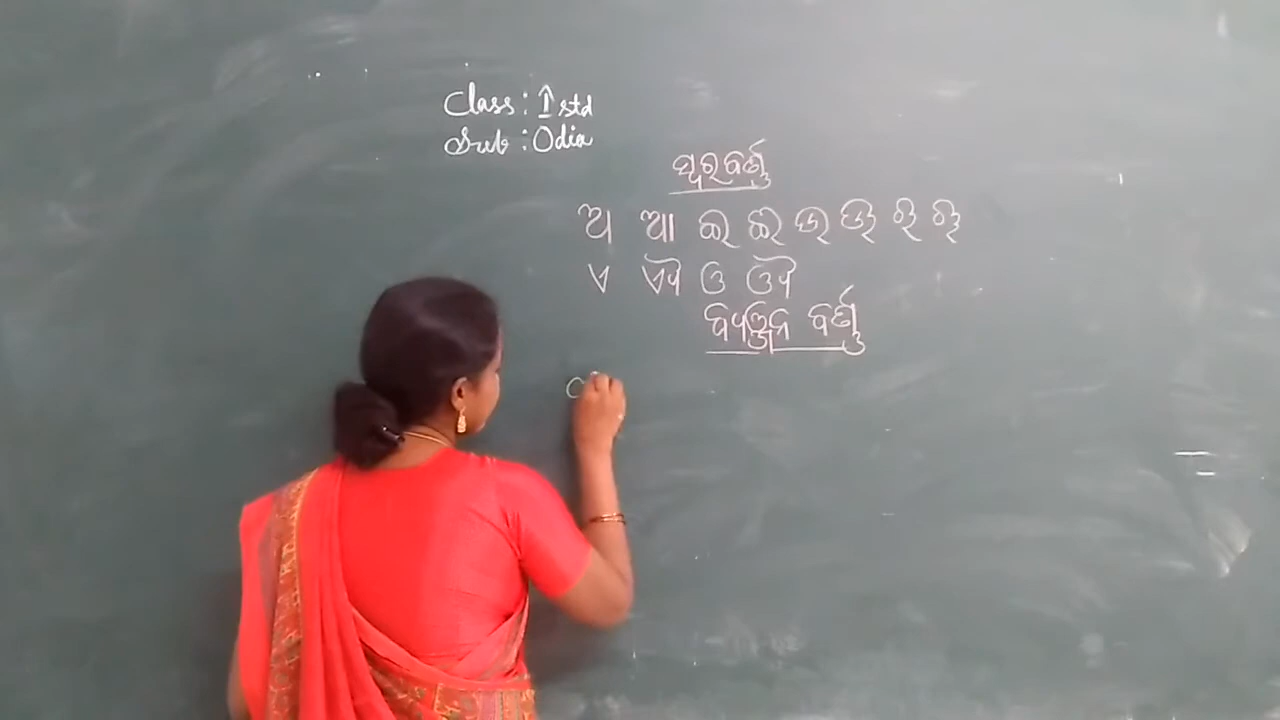 Class : I std
Sub : Odia
ସ୍ୱରବର୍ଣ୍ଣ
ଅ ଆ ଇ ଈ ଉ ଊ ଋ ୠ
ଏ ଐ ଓ ଔ
ବ୍ୟଞ୍ଜନ ବର୍ଣ୍ଣ